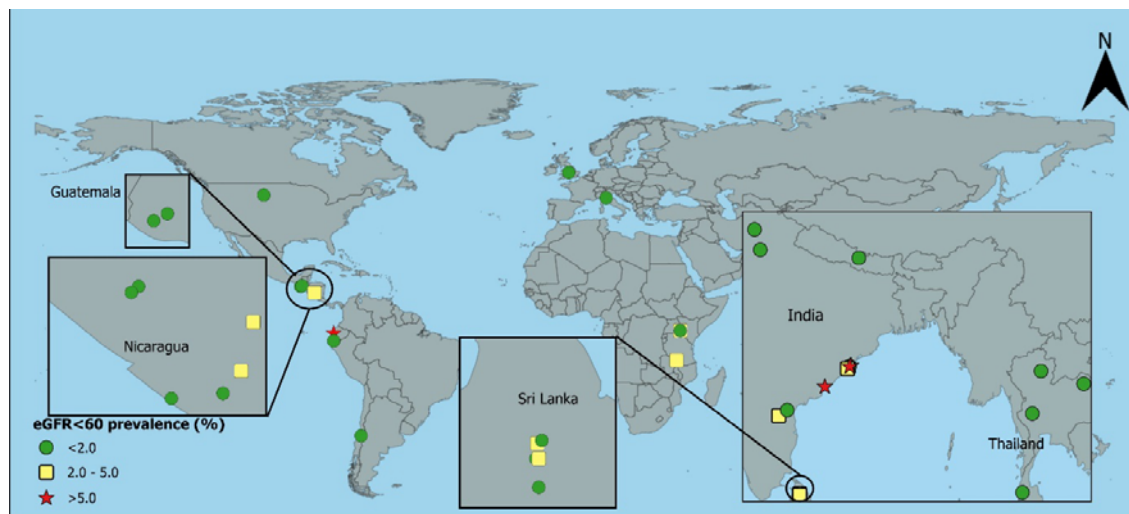 N
Guatemala
India
Nicaragua
Sri Lanka
eGFR<60 prevalence (%)
<2.0
2.0 - 5.0
>5.0
Thailand